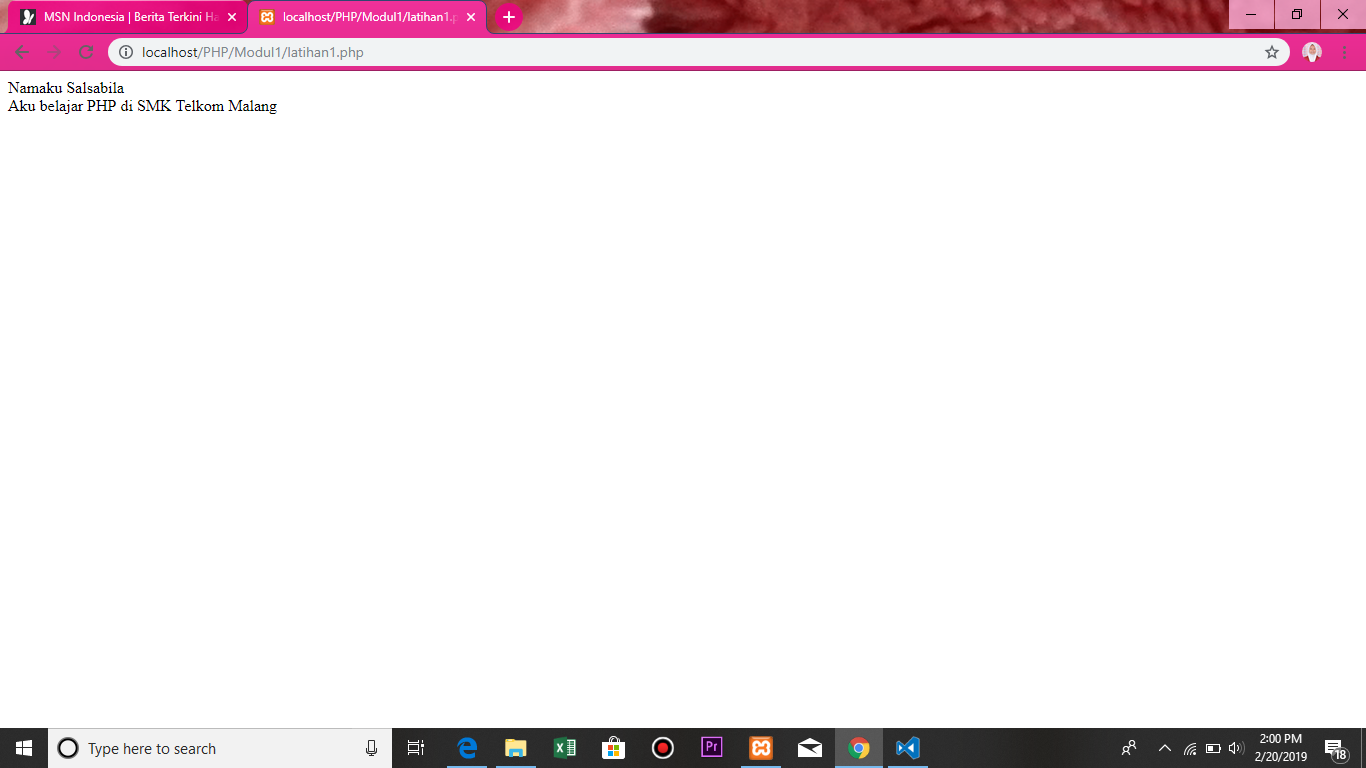 MSN Indonesia | Berita Terkini Ha
localhost/PHP/Modul1/latihan1.p
localhost/PHP/Modul1/latihan1.php
Namaku Salsabila
Aku belajar PHP di SMK Telkom Malang
Type here to search
Pr
2:00 PM
2/20/2019
18